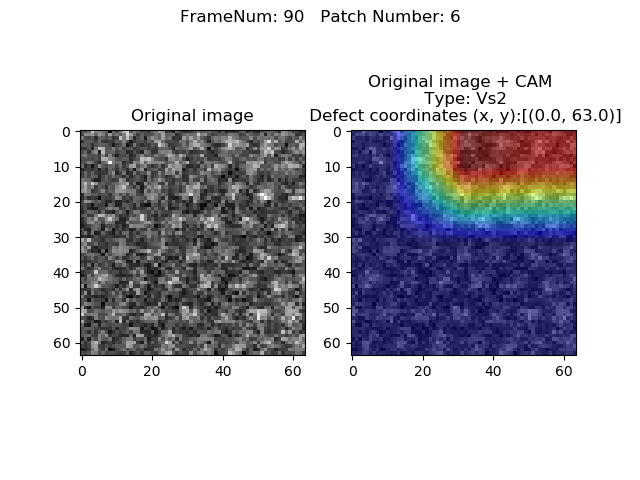 FrameNum: 90   Patch Number: 6
Original image
0
10
20
30
40
50
60
0 20 40 60
Original image + CAM
Type: Vs2
Defect coordinates (x, y):[(0.0, 63.0)]
0
10
20
30
40
50
60
0 20 40 60